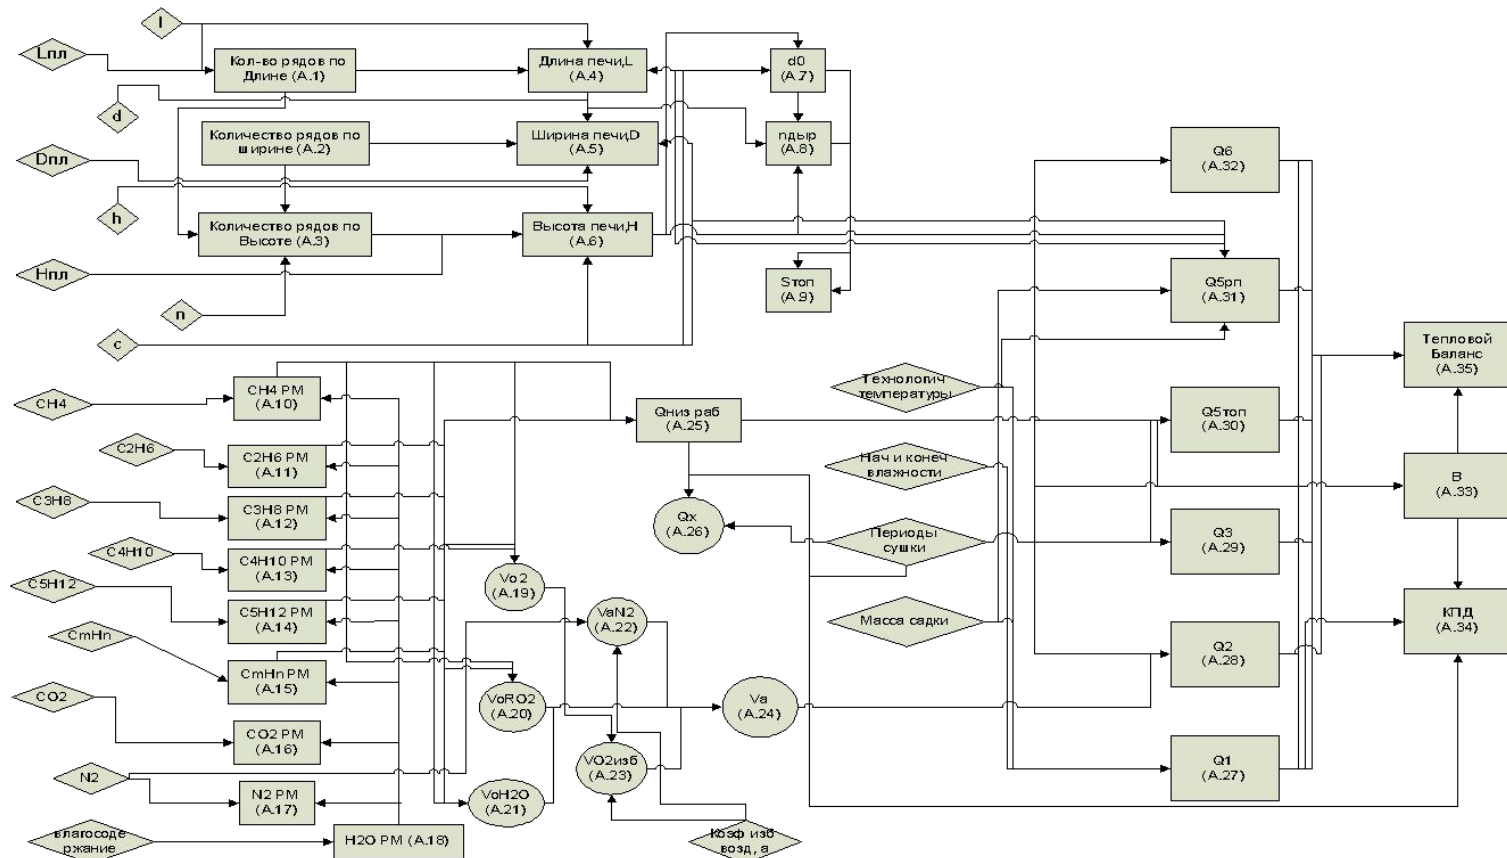 l
Lпл
Кол-во рядов по
Длине (А.1)
Длина печи,L
(А.4)
d0
(А.7)
d
Количество рядов по
ширине (А.2)
Ширина печи,D
(А.5)
nдыр
(А.8)
Dпл
h
Количество рядов по
Высоте (А.3)
Высота печи,H
(А.6)
Нпл
Sтоп
(А.9)
n
c
Q6
(А.32)
Q5рп
(А.31)
Тепловой
Баланс
(А.35)
Технологич
температуры
CH4
CH4 РМ
(А.10)
Qниз раб
(А.25)
Q5топ
(А.30)
C2H6
C2H6 РМ
(А.11)
Нач и конеч
влажности
В
(А.33)
C3H8
C3H8 РМ
(А.12)
Qх
(А.26)
Периоды
сушки
Q3
(А.29)
C4H10
C4H10 РМ
(А.13)
Vo2
(А.19)
C5H12
C5H12 РМ
(А.14)
VaN2
(А.22)
Масса садки
КПД
(А.34)
CmHn
CmHn РМ
(А.15)
Q2
(А.28)
CO2
VoRO2
(А.20)
Va
(А.24)
CO2 РМ
(А.16)
VO2изб
(А.23)
N2
N2 РМ
(А.17)
VoH2O
(А.21)
Q1
(А.27)
влагосоде
ржание
H2O РМ (А.18)
Коэф изб
возд, а